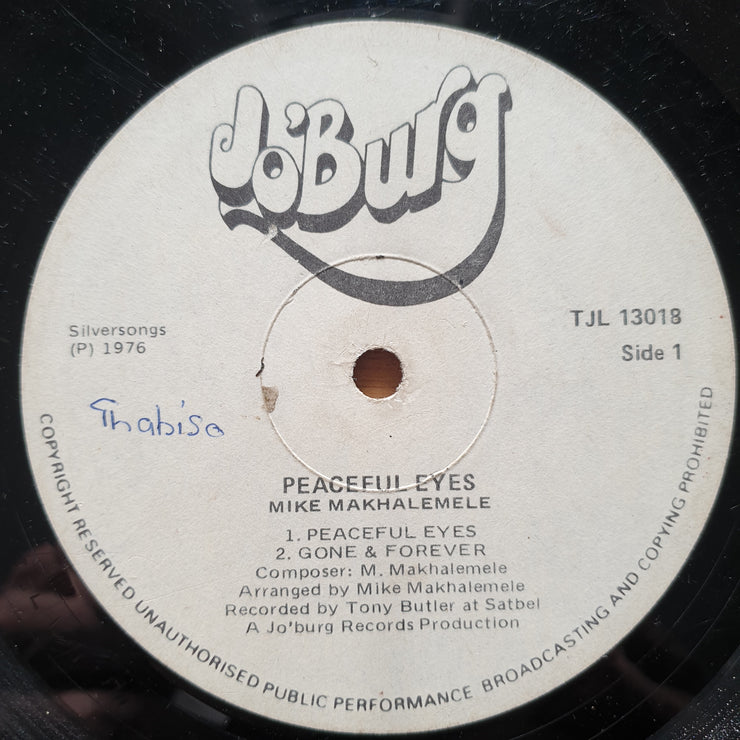 Jo'Burg
Silversongs
(P) 1976
TJL 13018
Side 1
Thabiso
PEACEFUL EYES
MIKE MAKHALEMELE
1. PEACEFUL EYES
2. GONE & FOREVER
Composer: M. Makhalemele
Arranged by Mike Makhalemele
Recorded by Tony Butler at Satbel
A Jo'burg Records Production
COPYRIGHT RESERVED UNAUTHORISED PUBLIC PERFORMANCE BROADCASTING AND COPYING PROHIBITED